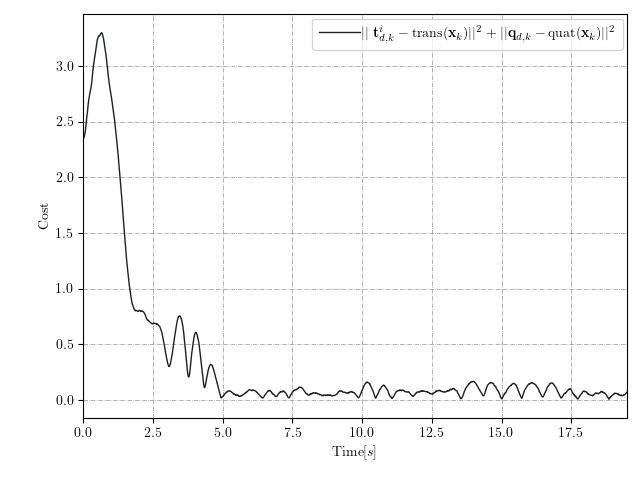 || t^i_{d,k} − trans(x_k)||^2 + ||q_{d,k} − quat(x_k)||^2
3.0
2.5
2.0
1.5
1.0
0.5
0.0
Cost
0.0 2.5 5.0 7.5 10.0 12.5 15.0 17.5
Time[s]